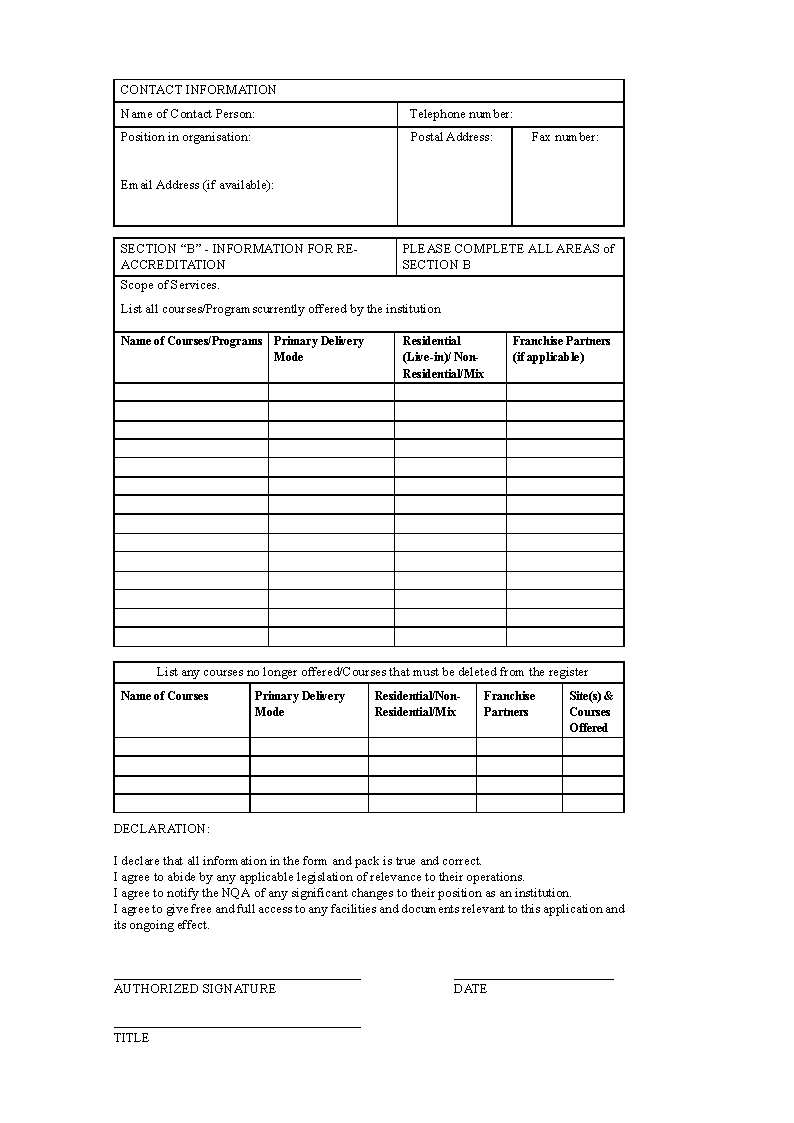 CONTACT INFORMATION
Name of Contact Person: Telephone number:
Position in organisation: Postal Address: Fax number:
Email Address (if available):
SECTION “B” - INFORMATION FOR RE- PLEASE COMPLETE ALL AREAS of
ACCREDITATION SECTION B
Scope of Services.
List all courses/Programs currently offered by the institution
Name of Courses/Programs Primary Delivery Residential Franchise Partners
Mode (Live-in)/ Non- (if applicable)
Residential/Mix
List any courses no longer offered/Courses that must be deleted from the register
Name of Courses Primary Delivery Residential/Non- Franchise Site(s) &
Mode Residential/Mix Partners Courses
Offered
DECLARATION:
I declare that all information in the form and pack is true and correct.
I agree to abide by any applicable legislation of relevance to their operations.
I agree to notify the NQA of any significant changes to their position as an institution.
I agree to give free and full access to any facilities and documents relevant to this application and
its ongoing effect.
AUTHORIZED SIGNATURE DATE
TITLE